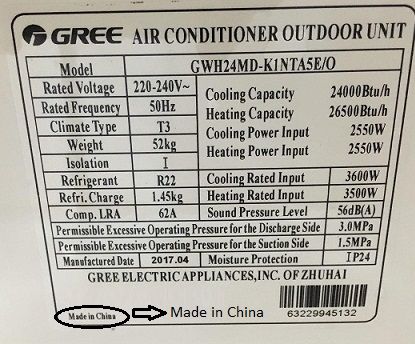 GREE AIR CONDITIONER OUTDOOR UNIT
Model GWH24MD-K1NTA5E/O
Rated Voltage 220-240V~ Cooling Capacity 24000Btu/h
Rated Frequency 50Hz Heating Capacity 26500Btu/h
Climate Type T3 Cooling Power Input 2550W
Weight 52kg Heating Power Input 2550W
Isolation I
Refrigerant R22 Cooling Rated Input 3600W
Refri. Charge 1.45kg Heating Rated Input 3500W
Comp. LRA 62A Sound Pressure Level 56dB(A)
Permissible Excessive Operating Pressure for the Discharge Side 3.0MPa
Permissible Excessive Operating Pressure for the Suction Side 1.5MPa
Manufactured Date 2017.04 Moisture Protection IP24
GREE ELECTRIC APPLIANCES,INC. OF ZHUHAI
Made in China Made in China
63229945132